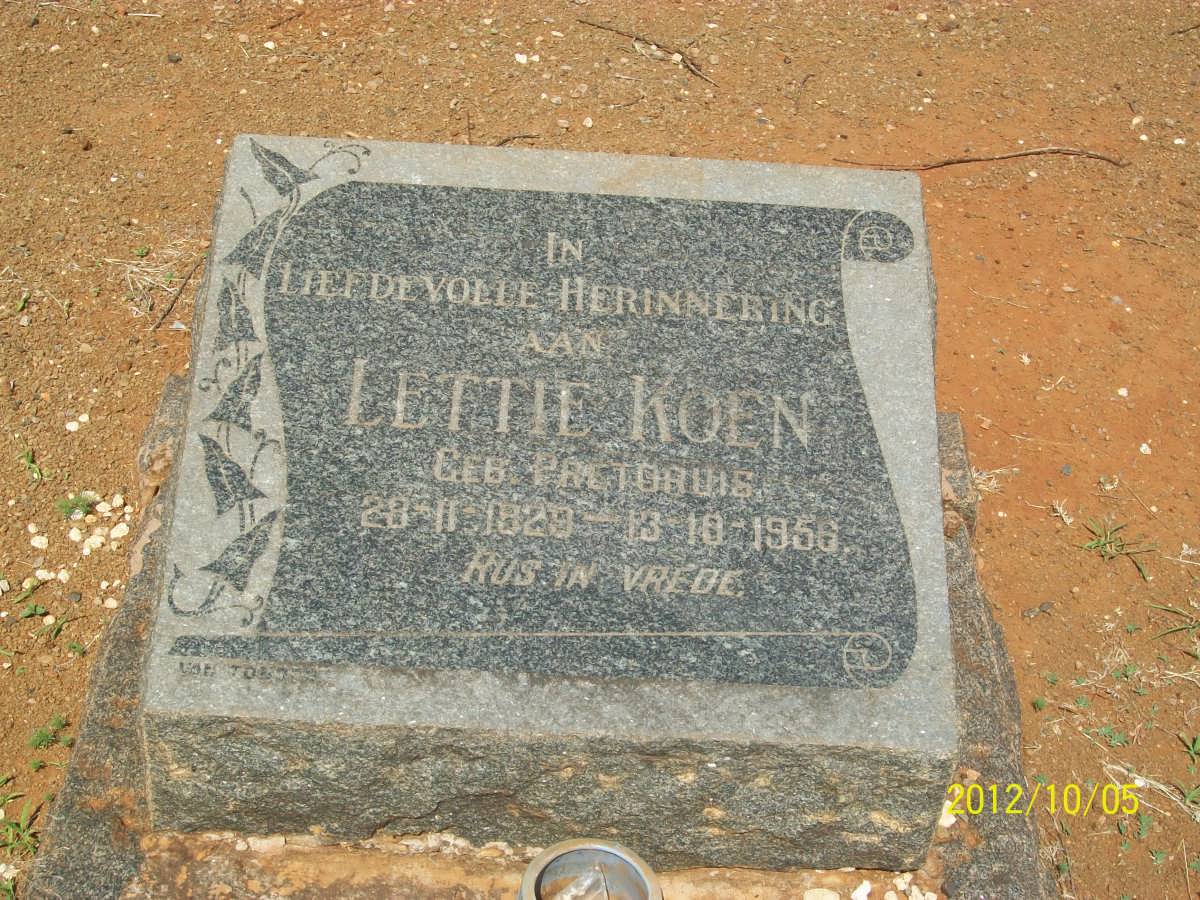 IN
LIEFDEVOLLE HERINNERING
AAN
LETTIE KOEN
GEB. PRETORUIS
28-11-1929 — 13-10-1956.
RUS IN VREDE.
2012/10/05